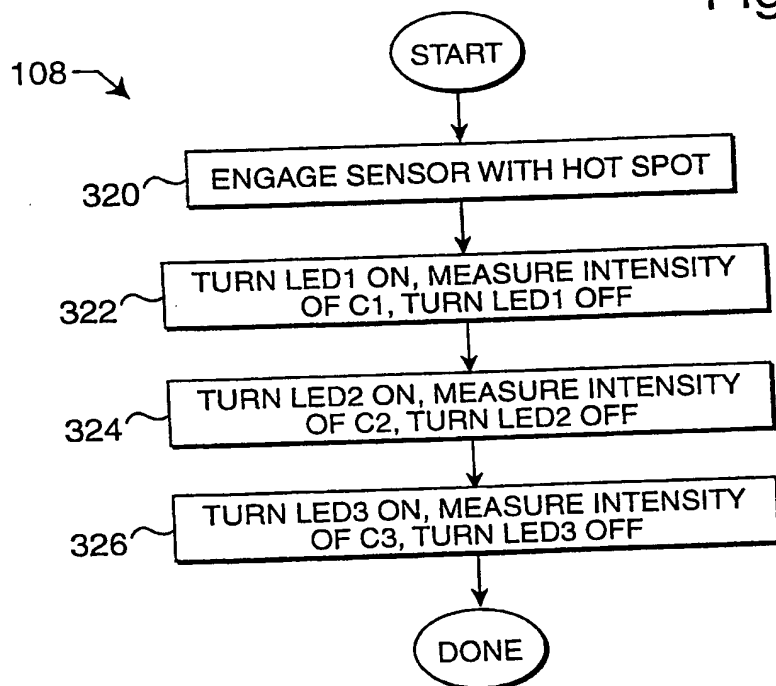 Fig
START
108
ENGAGE SENSOR WITH HOT SPOT
320
TURN LED1 ON, MEASURE INTENSITY
OF C1, TURN LED1 OFF
322
TURN LED2 ON, MEASURE INTENSITY
OF C2, TURN LED2 OFF
324
TURN LED3 ON, MEASURE INTENSITY
OF C3, TURN LED3 OFF
326
DONE